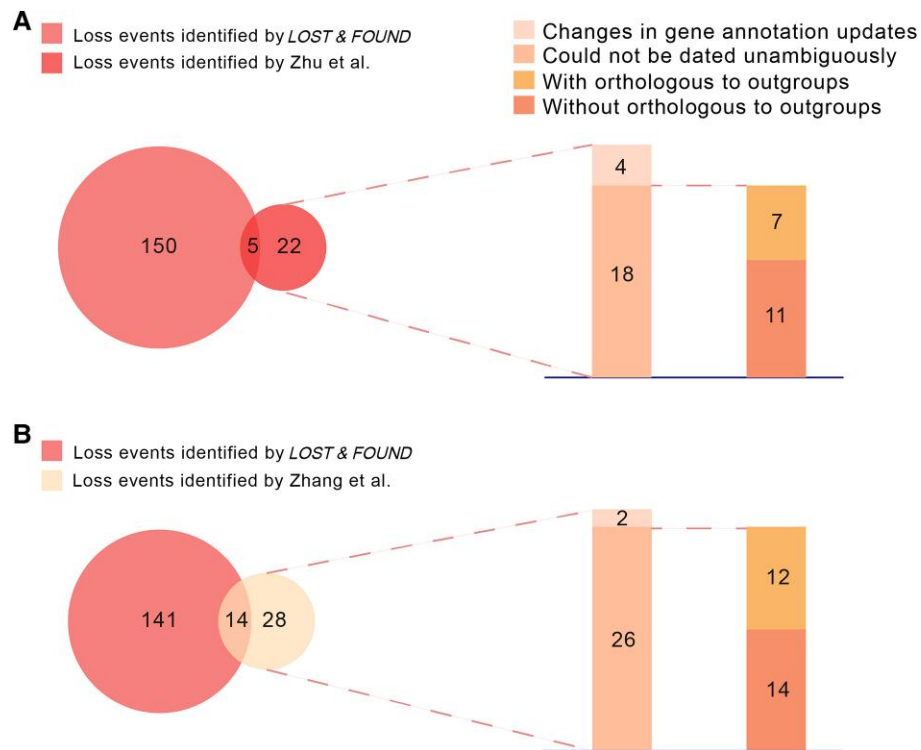 A
Loss events identified by LOST & FOUND
Loss events identified by Zhu et al.
Changes in gene annotation updates
Could not be dated unambiguously
With orthologous to outgroups
Without orthologous to outgroups
150
5
22
4
18
7
11
B
Loss events identified by LOST & FOUND
Loss events identified by Zhang et al.
141
14
28
2
26
12
14